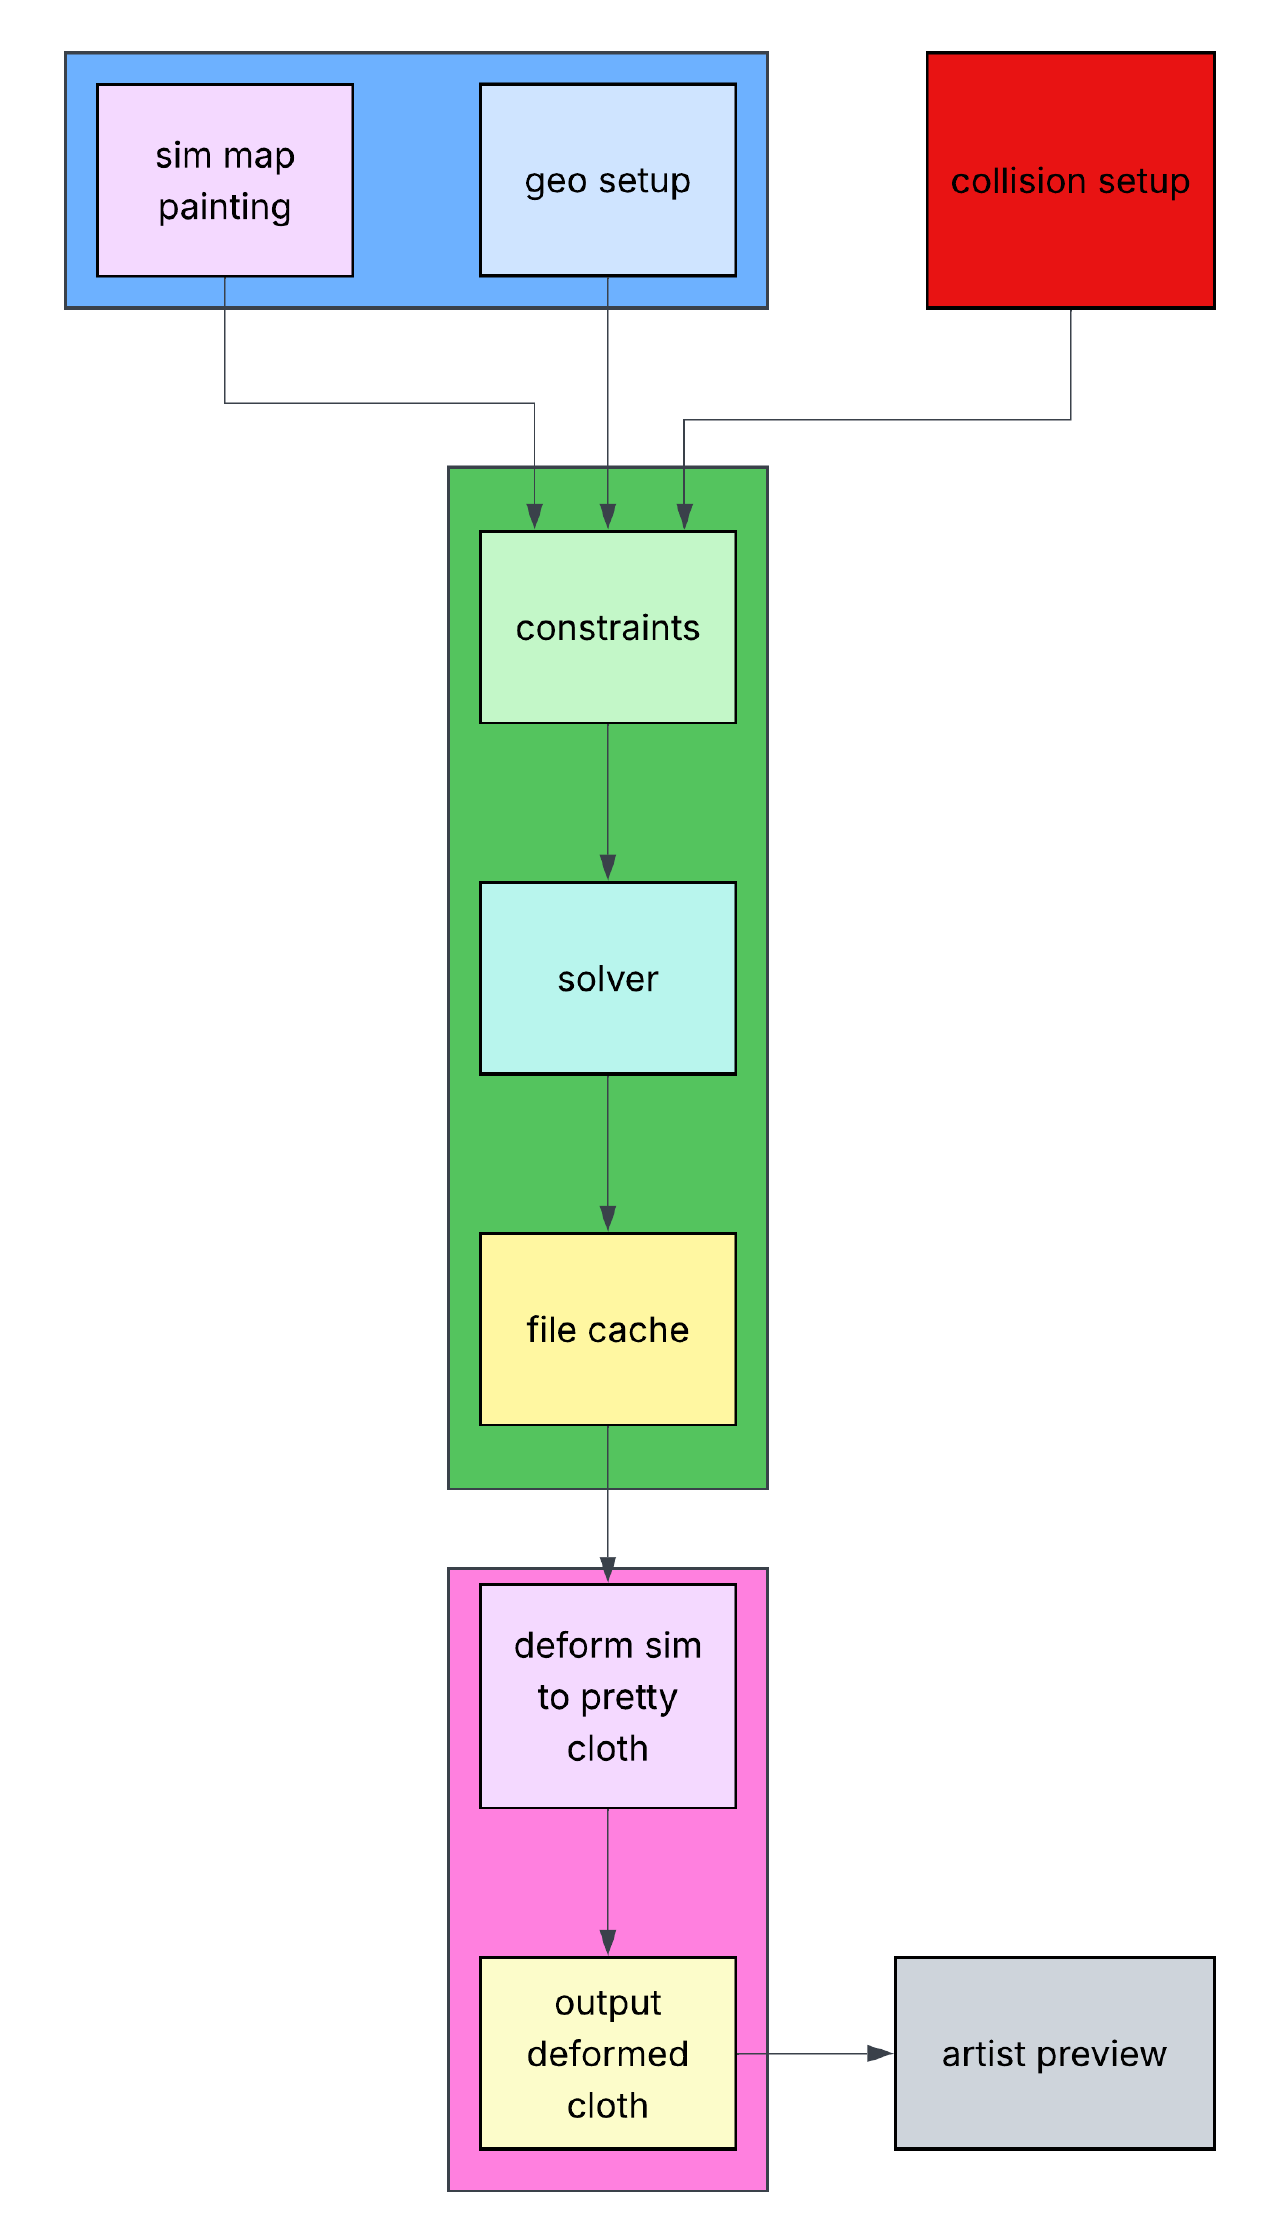 sim map
painting
geo setup
collision setup
constraints
solver
file cache
deform sim
to pretty
cloth
output
deformed
cloth
artist preview